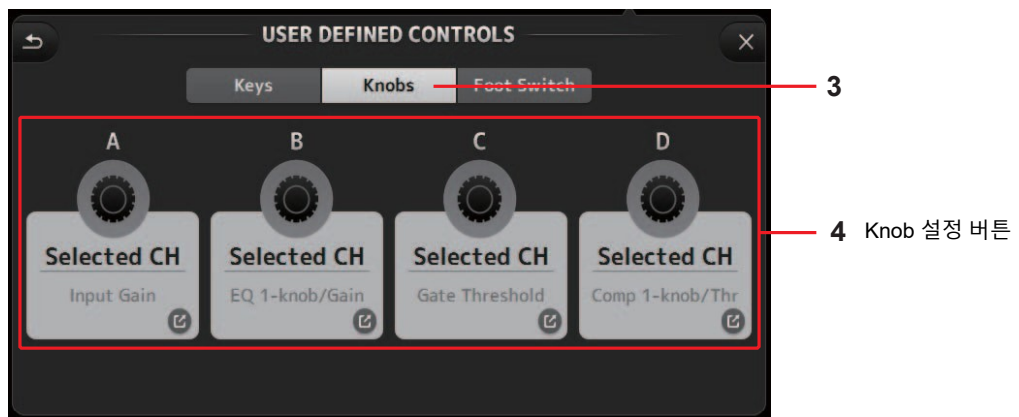 USER DEFINED CONTROLS
Keys Knobs Foot Switch 3
A B C D
Selected CH Selected CH Selected CH Selected CH
Input Gain EQ 1-knob/Gain Gate Threshold Comp 1-knob/Thr
4 Knob 설정 버튼